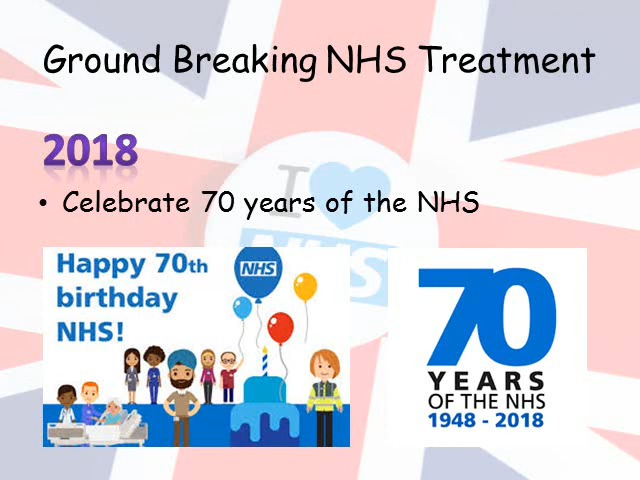 Ground Breaking NHS Treatment
2018
• Celebrate 70 years of the NHS
I
NHS
Happy 70th
birthday
NHS!
NHS
70
YEARS
OF THE NHS
1948 - 2018